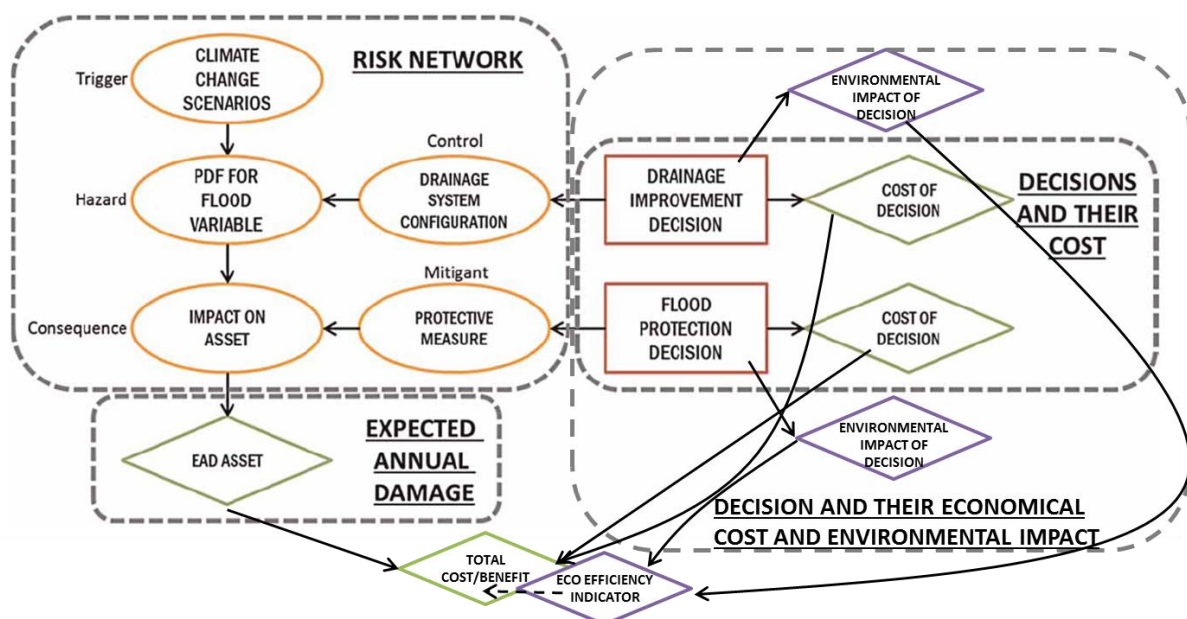 Trigger
CLIMATE
CHANGE
SCENARIOS
RISK NETWORK
ENVIRONMENTAL
IMPACT OF
DECISION
Hazard
PDF FOR
FLOOD
VARIABLE
Control
DRAINAGE
SYSTEM
CONFIGURATION
DRAINAGE
IMPROVEMENT
DECISION
COST OF
DECISION
DECISIONS
AND THEIR
COST
Consequence
IMPACT ON
ASSET
Mitigant
PROTECTIVE
MEASURE
FLOOD
PROTECTION
DECISION
COST OF
DECISION
EAD ASSET
EXPECTED
ANNUAL
DAMAGE
ENVIRONMENTAL
IMPACT OF
DECISION
DECISION AND THEIR ECONOMICAL
COST AND ENVIRONMENTAL IMPACT
TOTAL
COST/BENEFIT
ECO EFFICIENCY
INDICATOR